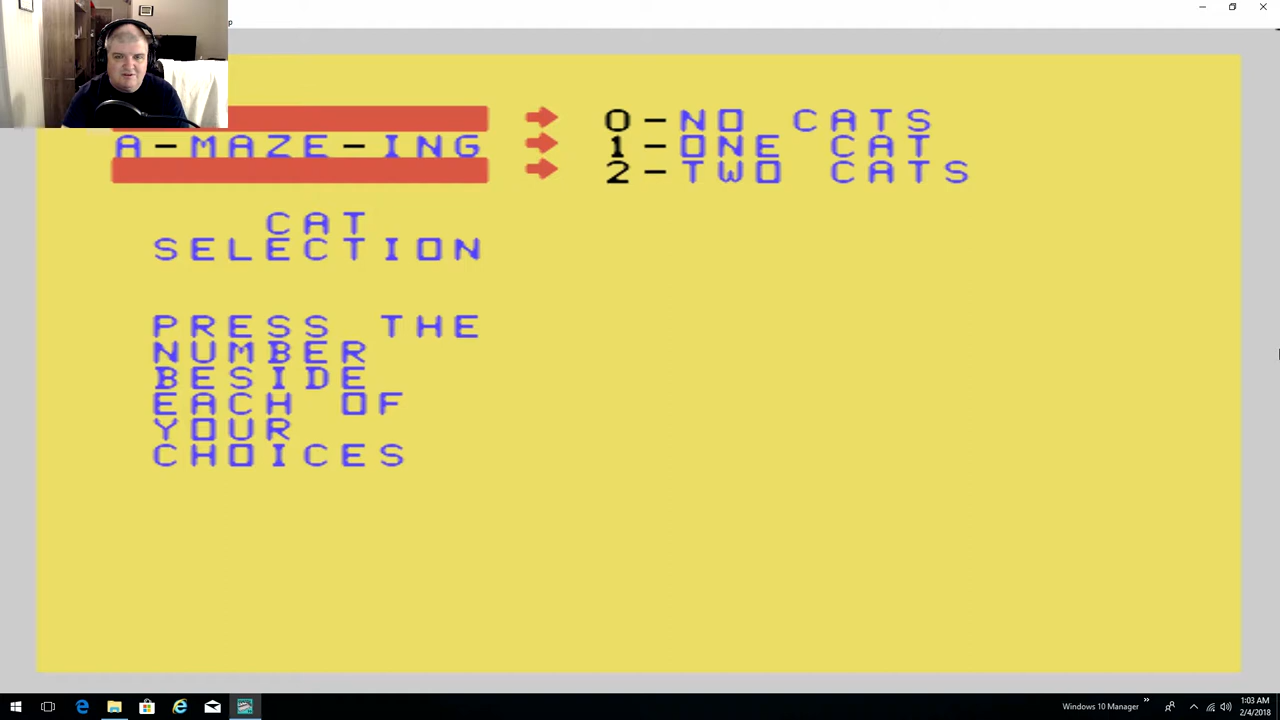 A-MAZE-ING
0-NO CATS
1-ONE CAT
2-TWO CATS
CAT
SELECTION
PRESS THE
NUMBER
BESIDE
EACH OF
YOUR
CHOICES
Windows 10 Manager
1:03 AM
2/4/2018